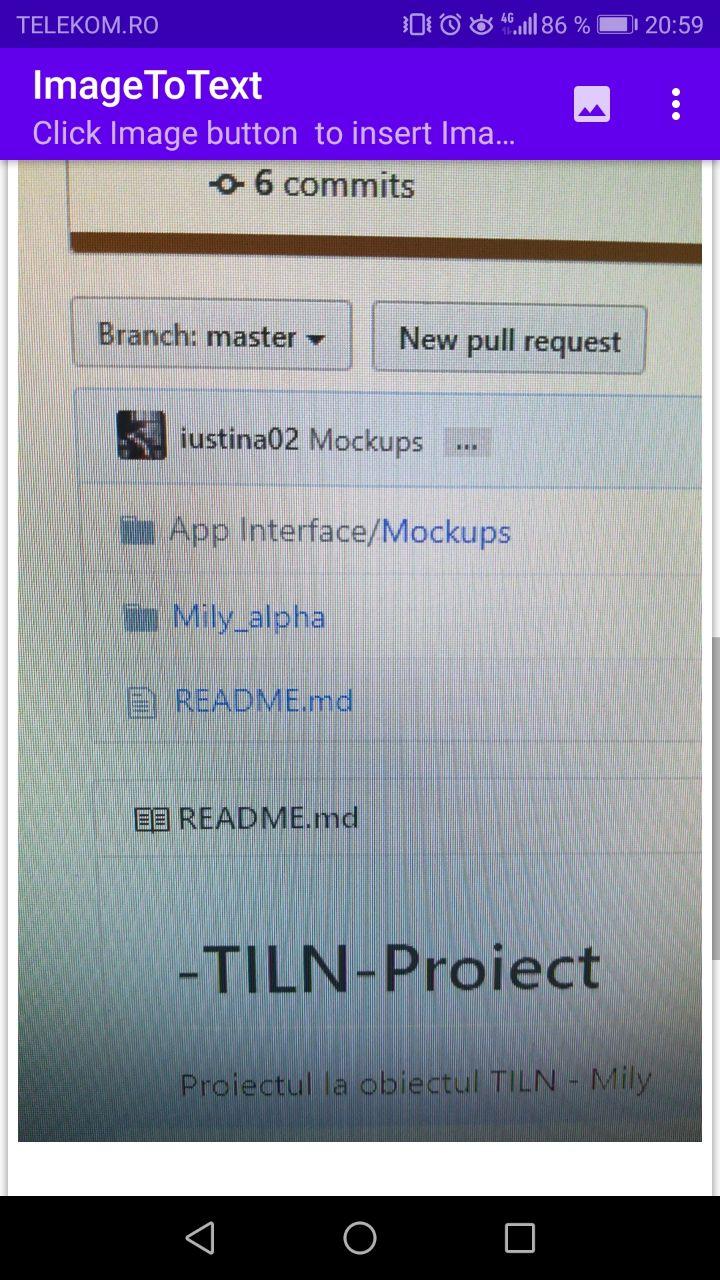 TELEKOM.RO 4G 86 % 20:59
ImageToText
Click Image button to insert Ima...
6 commits
Branch: master New pull request
iustina02 Mockups ...
App Interface/Mockups
Mily_alpha
README.md
README.md
-TILN-Proiect
Proiectul la obiectul TILN - Mily